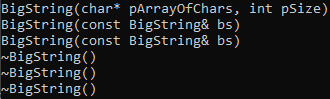 BigString(char* pArrayOfChars, int pSize)
BigString(const BigString& bs)
BigString(const BigString& bs)
~BigString()
~BigString()
~BigString()